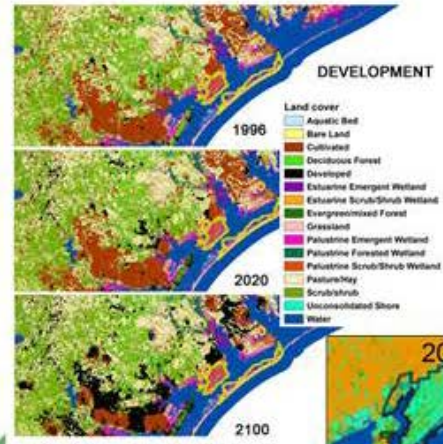 DEVELOPMENT
Land cover
Aquatic Bed
Bare Land
Cultivated
Deciduous Forest
Developed
Estuarine Emergent Wetland
Estuarine Scrub/Shrub Wetland
Evergreen/mixed Forest
Grassland
Palustrine Emergent Wetland
Palustrine Forested Wetland
Palustrine Scrub/Shrub Wetland
Pasture/Hay
Scrub/shrub
Unconsolidated Shore
Water
1996
2020
2100
20